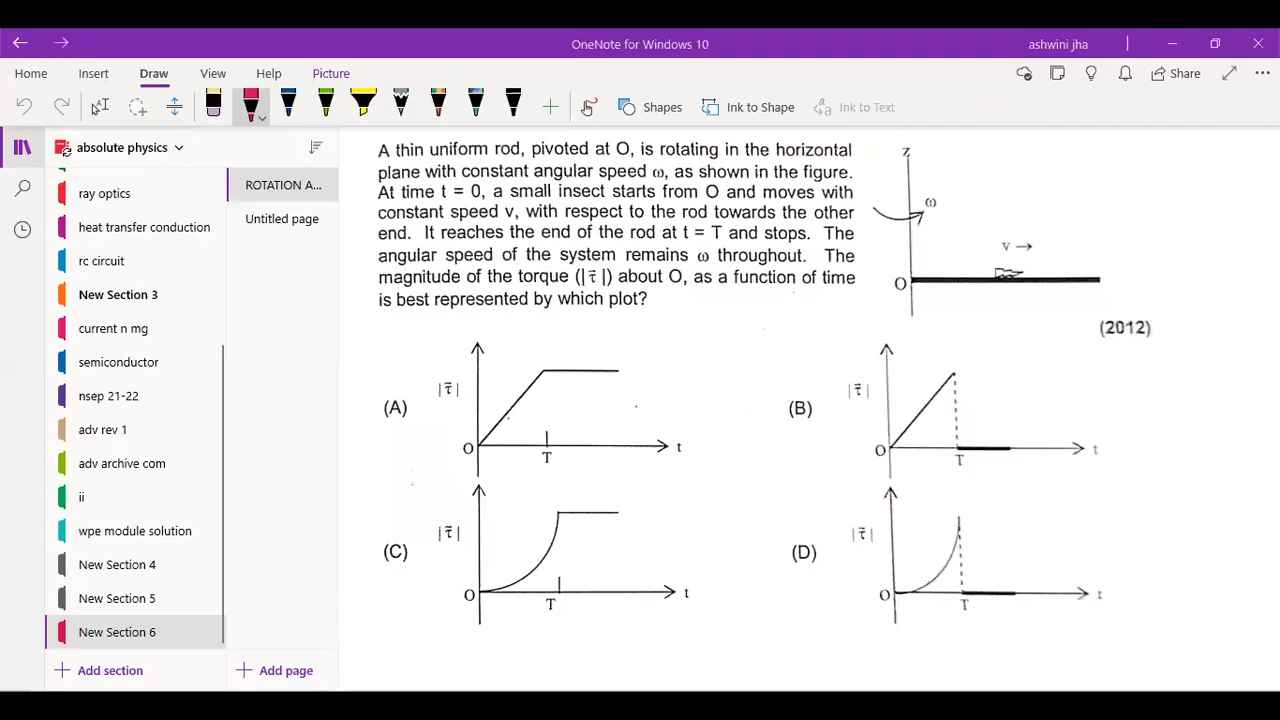 OneNote for Windows 10
ashwini jha
Home
Insert
Draw
View
Help
Picture
Share
Shapes
Ink to Shape
Ink to Text
absolute physics
ray optics
heat transfer conduction
rc circuit
New Section 3
current n mg
semiconductor
nsep 21-22
adv rev 1
adv archive com
ii
wpe module solution
New Section 4
New Section 5
New Section 6
Add section
ROTATION A...
Untitled page
Add page
A thin uniform rod, pivoted at O, is rotating in the horizontal
plane with constant angular speed ω, as shown in the figure.
At time t = 0, a small insect starts from O and moves with
constant speed v, with respect to the rod towards the other
end. It reaches the end of the rod at t = T and stops. The
angular speed of the system remains ω throughout. The
magnitude of the torque (|τ⃗|) about O, as a function of time
is best represented by which plot?
z
ω
v →
O
(2012)
(A)
|τ⃗|
O
T
t
(B)
|τ⃗|
O
T
t
(C)
|τ⃗|
O
T
t
(D)
|τ⃗|
O
T
t